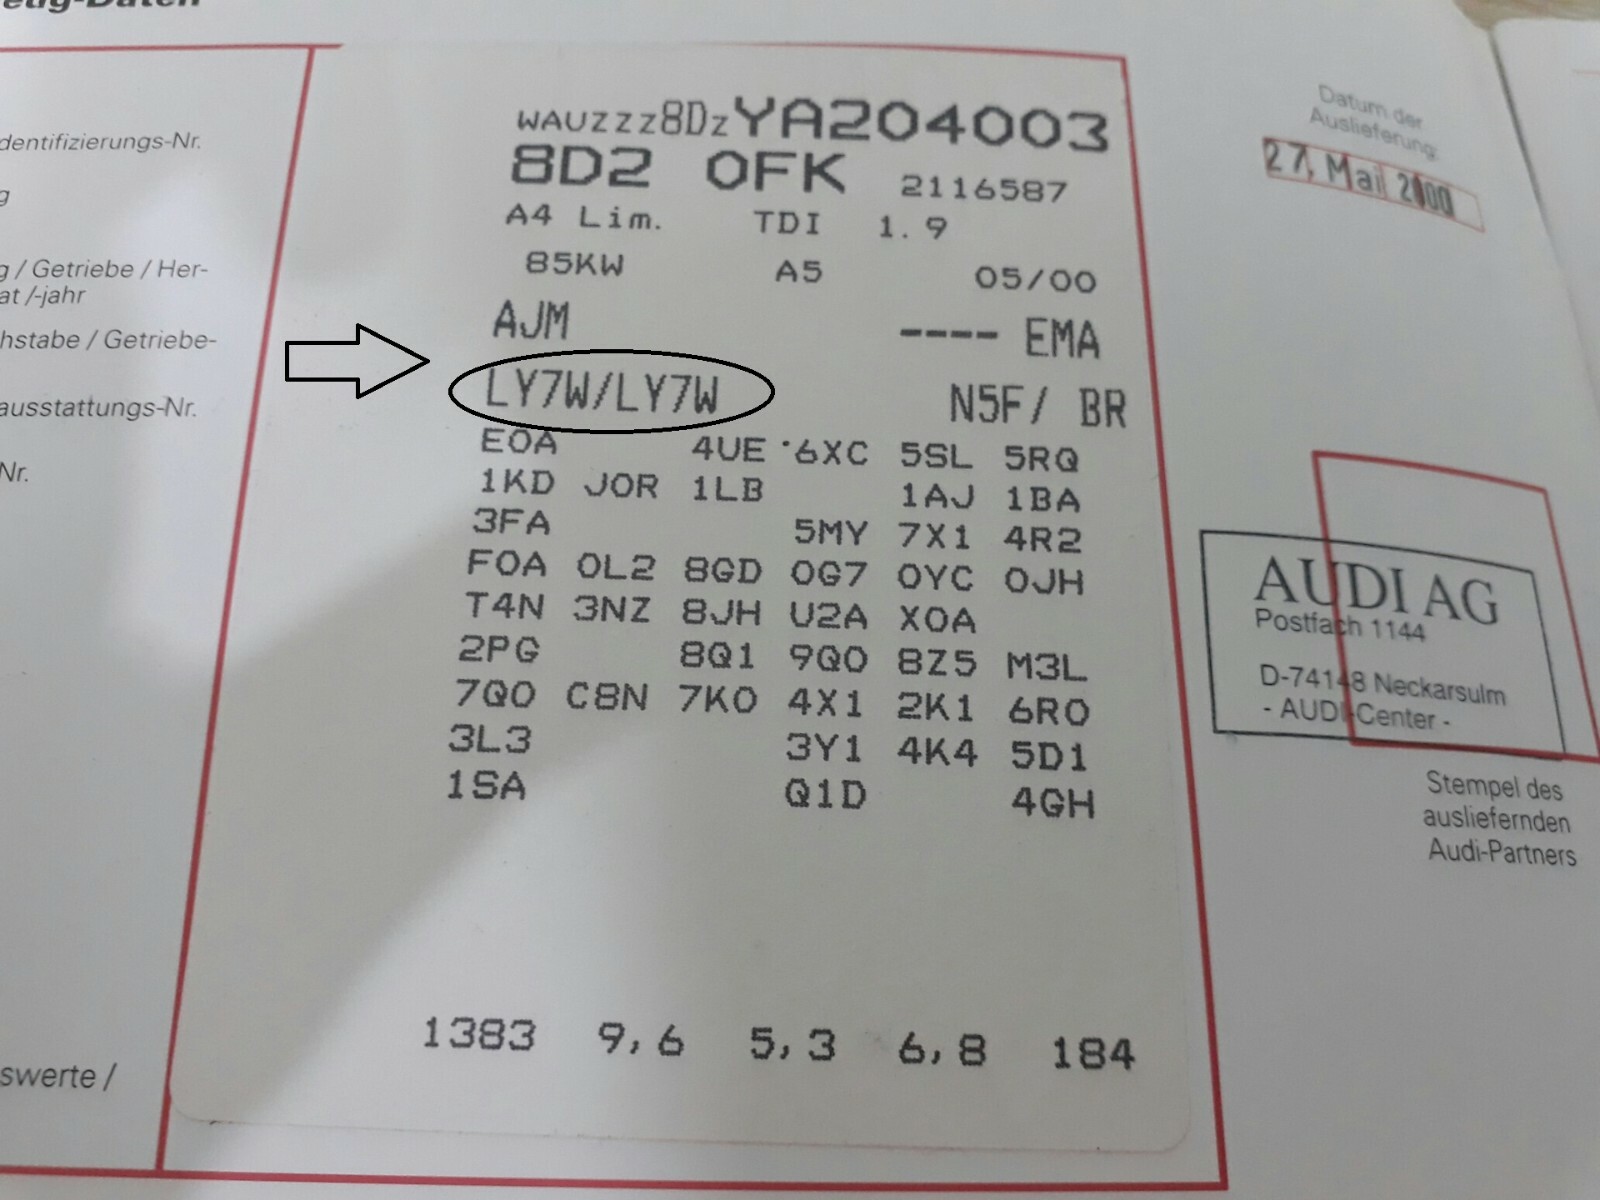 dentifizierungs-Nr.
g
g / Getriebe / Her-
at /-jahr
hstabe / Getriebe-
ausstattungs-Nr.
Nr.
swerte /
WAUZZZ8DZYA204003
8D2 0FK 2116587
A4 Lim. TDI 1.9
85KW A5 05/00
AJM ---- EMA
LY7W/LY7W N5F/ BR
E0A 4UE 6XC 5SL 5RQ
1KD J0R 1LB 1AJ 1BA
3FA 5MY 7X1 4R2
F0A 0L2 8GD 0G7 0YC 0JH
T4N 3NZ 8JH U2A X0A
2PG 8Q1 9Q0 8Z5 M3L
7Q0 C8N 7K0 4X1 2K1 6R0
3L3 3Y1 4K4 5D1
1SA Q1D 4GH
1383 9,6 5,3 6,8 184
Datum der
Auslieferung:
27. Mai 2000
AUDI AG
Postfach 1144
D-74148 Neckarsulm
- AUDI-Center -
Stempel des
ausliefernden
Audi-Partners